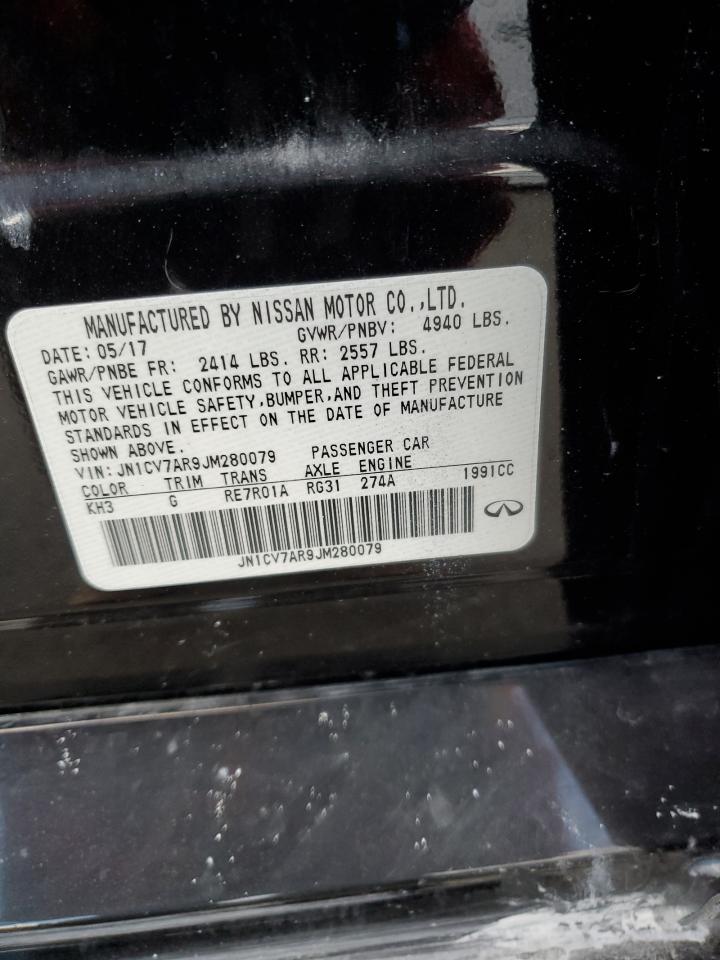 MANUFACTURED BY NISSAN MOTOR CO.,LTD.
DATE: 05/17 GVWR/PNBV: 4940 LBS.
GAWR/PNBE FR: 2414 LBS. RR: 2557 LBS.
THIS VEHICLE CONFORMS TO ALL APPLICABLE FEDERAL
MOTOR VEHICLE SAFETY,BUMPER,AND THEFT PREVENTION
STANDARDS IN EFFECT ON THE DATE OF MANUFACTURE
SHOWN ABOVE.
VIN: JN1CV7AR9JM280079 PASSENGER CAR
COLOR TRIM TRANS AXLE ENGINE
KH3 G RE7R01A RG31 274A 1991CC
JN1CV7AR9JM280079